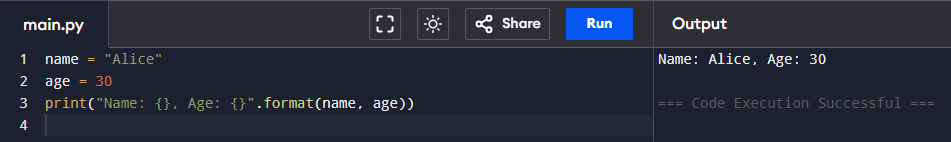 main.py Share Run Output
1 name = "Alice"
2 age = 30
3 print("Name: {}, Age: {}".format(name, age))
4
Name: Alice, Age: 30
=== Code Execution Successful ===